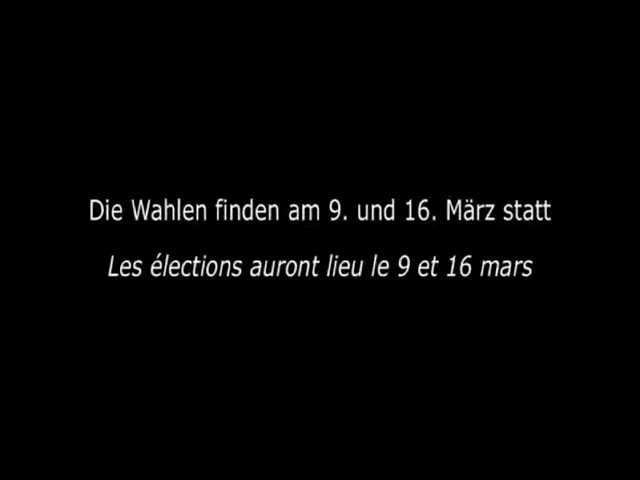 Die Wahlen finden am 9. und 16. März statt
Les élections auront lieu le 9 et 16 mars